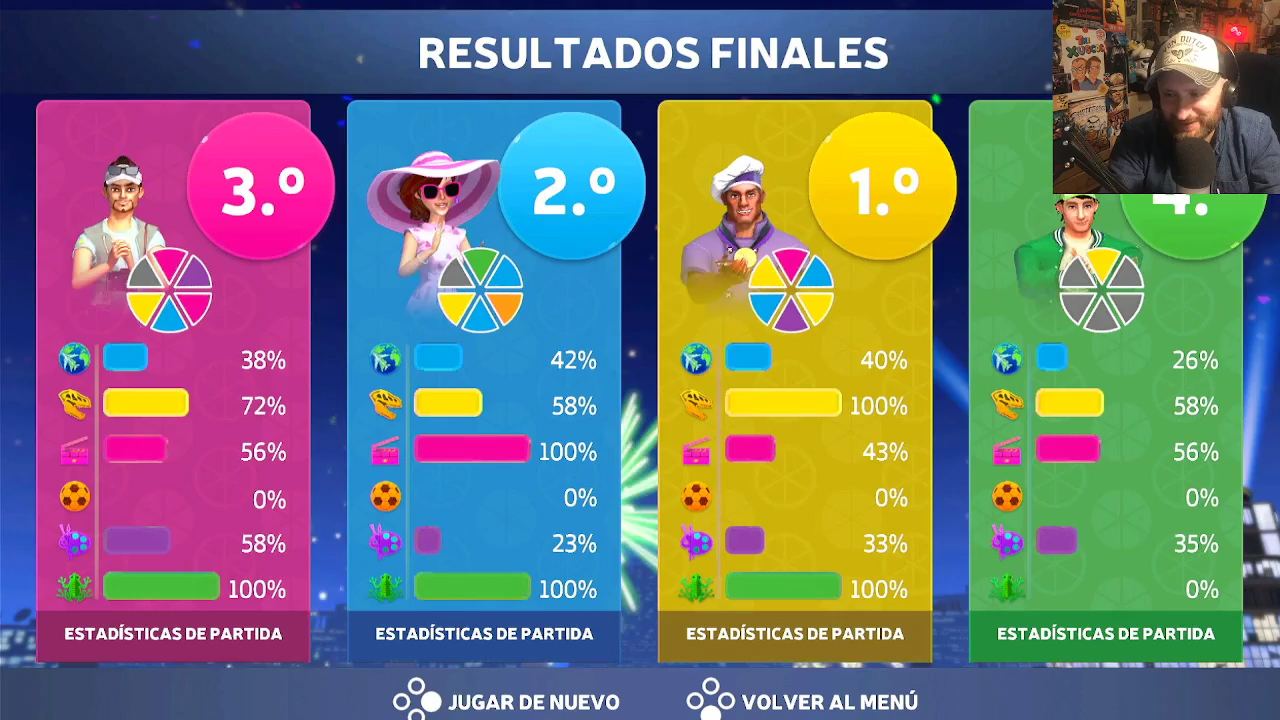 RESULTADOS FINALES
3.º
2.º
1.º
4.º
38%
72%
56%
0%
58%
100%
ESTADÍSTICAS DE PARTIDA
42%
58%
100%
0%
23%
100%
ESTADÍSTICAS DE PARTIDA
40%
100%
43%
0%
33%
100%
ESTADÍSTICAS DE PARTIDA
26%
58%
56%
0%
35%
0%
ESTADÍSTICAS DE PARTIDA
JUGAR DE NUEVO
VOLVER AL MENÚ